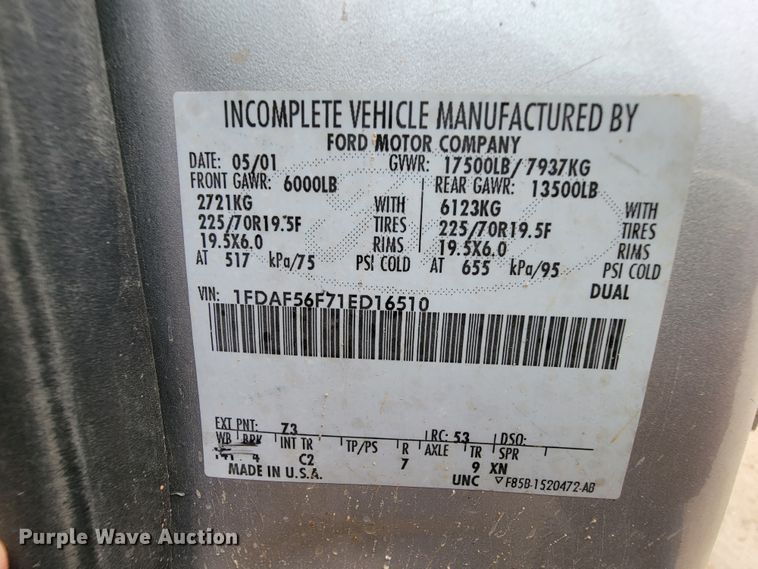 INCOMPLETE VEHICLE MANUFACTURED BY
FORD MOTOR COMPANY
DATE: 05/01 GVWR: 17500LB/ 7937KG
FRONT GAWR: 6000LB REAR GAWR: 13500LB
2721KG WITH 6123KG WITH
225/70R19.5F TIRES 225/70R19.5F TIRES
19.5X6.0 RIMS 19.5X6.0 RIMS
AT 517 kPa/75 PSI COLD AT 655 kPa/95 PSI COLD
DUAL
VIN: 1FDAF56F71ED16510
EXT PNT: Z3 RC: 53 DSO:
WB BRK INT TR TP/PS R AXLE TR SPR
141 4 C2 7 9 XN
MADE IN U.S.A. UNC ▽ F85B-1520472-AB
Purple Wave Auction